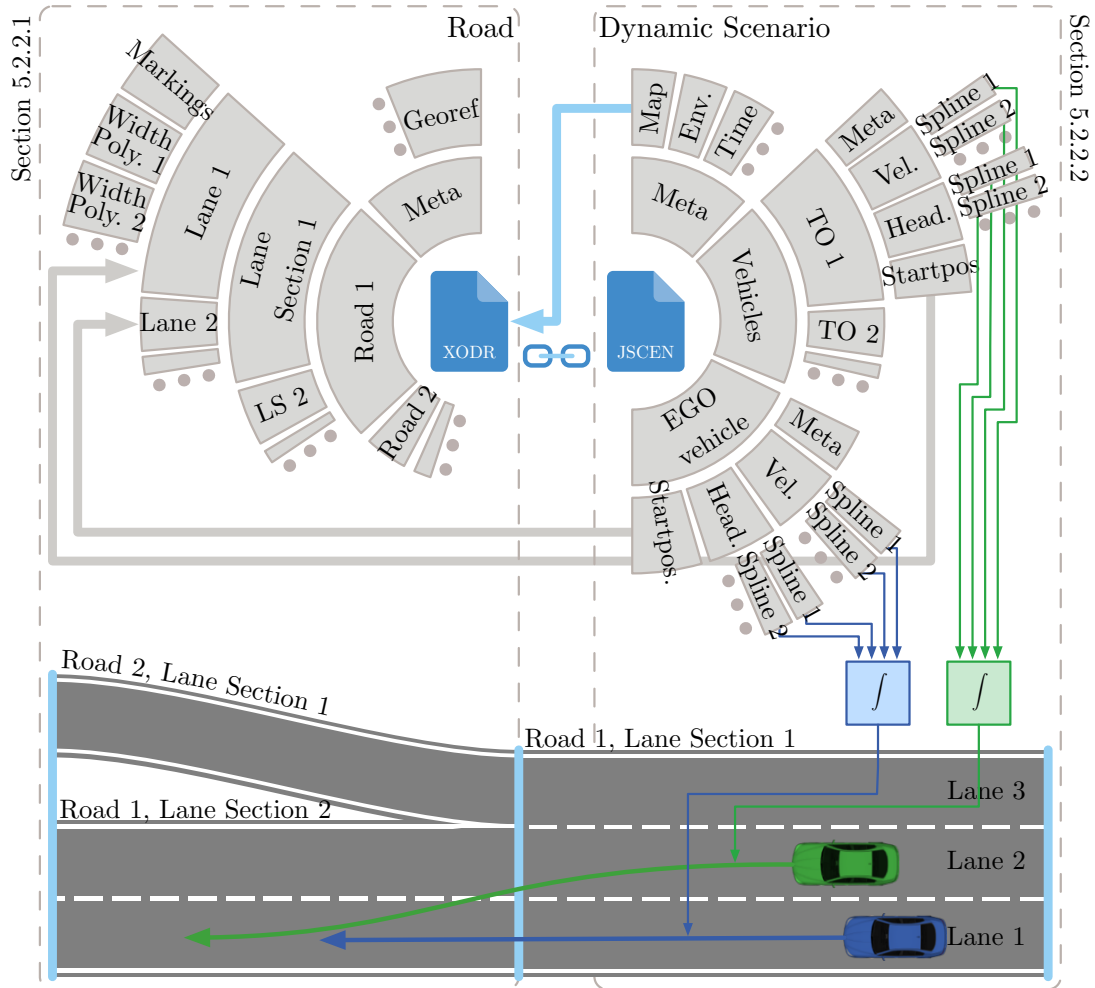 Section 5.2.2.1
Road
Markings
Width
Poly. 1
Width
Poly. 2
Lane 1
Lane 2
Lane
Section 1
LS 2
Georef
Meta
Road 1
Road 2
XODR
Dynamic Scenario
Section 5.2.2.2
Map
Env.
Time
Meta
Vehicles
JSCEN
TO 1
TO 2
Meta
Vel.
Head.
Startpos
Spline 1
Spline 2
Spline 1
Spline 2
EGO
vehicle
Meta
Vel.
Head.
Startpos.
Spline 1
Spline 2
Spline 1
Spline 2
∫
∫
Road 2, Lane Section 1
Road 1, Lane Section 1
Road 1, Lane Section 2
Lane 3
Lane 2
Lane 1